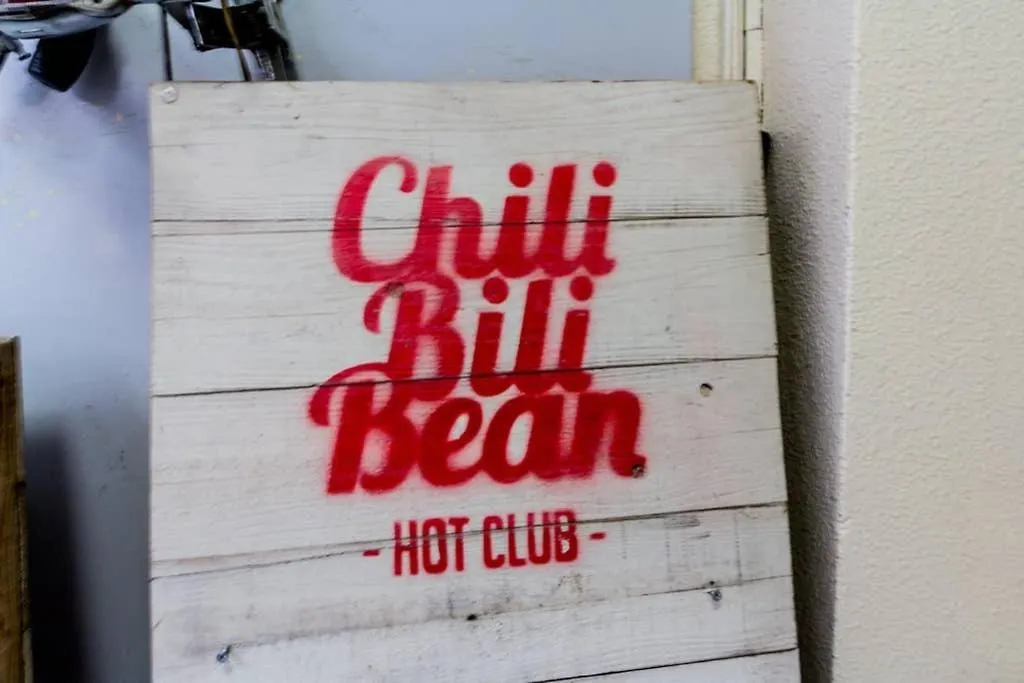 Chili
Bili
Bean
- HOT CLUB -